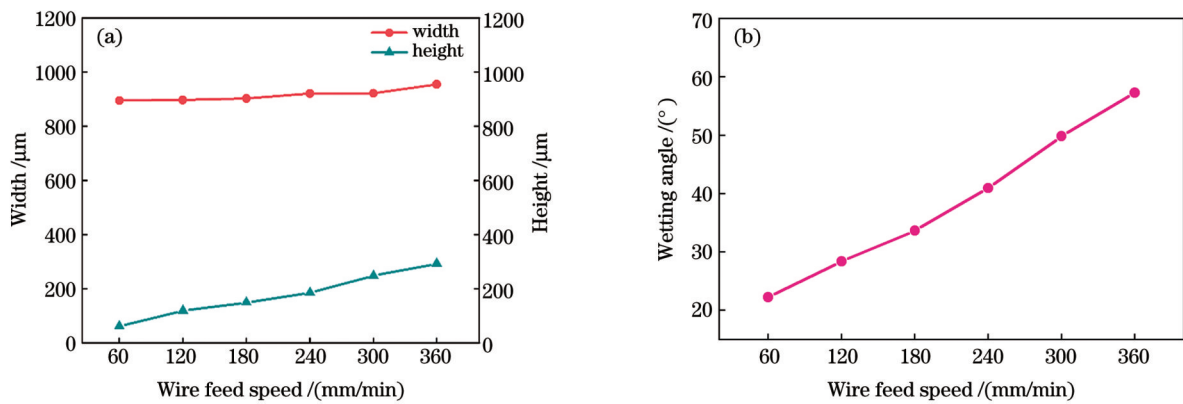 (a)
width
height
1200
1000
800
600
400
200
0
Width /μm
1200
1000
800
600
400
200
0
Height /μm
60 120 180 240 300 360
Wire feed speed /(mm/min)
(b)
70
60
50
40
30
20
Wetting angle /(°)
60 120 180 240 300 360
Wire feed speed /(mm/min)